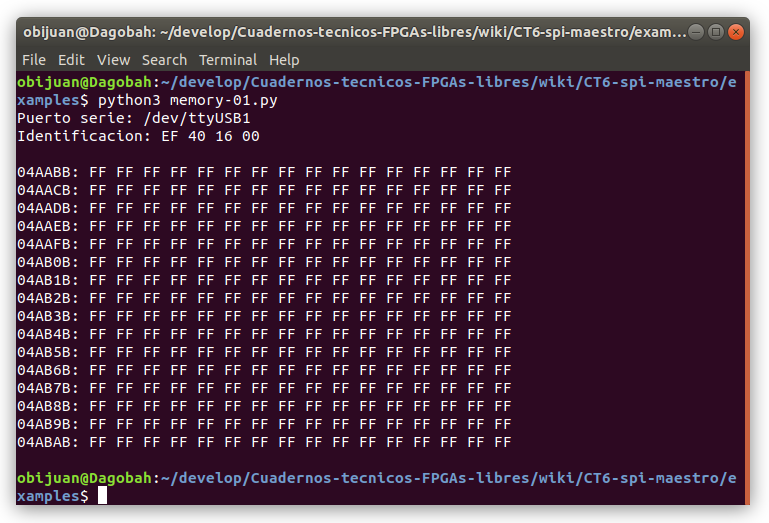 obijuan@Dagobah: ~/develop/Cuadernos-tecnicos-FPGAs-libres/wiki/CT6-spi-maestro/exam...
File Edit View Search Terminal Help
obijuan@Dagobah:~/develop/Cuadernos-tecnicos-FPGAs-libres/wiki/CT6-spi-maestro/e
xamples$ python3 memory-01.py
Puerto serie: /dev/ttyUSB1
Identificacion: EF 40 16 00
04AABB: FF FF FF FF FF FF FF FF FF FF FF FF FF FF FF FF
04AACB: FF FF FF FF FF FF FF FF FF FF FF FF FF FF FF FF
04AADB: FF FF FF FF FF FF FF FF FF FF FF FF FF FF FF FF
04AAEB: FF FF FF FF FF FF FF FF FF FF FF FF FF FF FF FF
04AAFB: FF FF FF FF FF FF FF FF FF FF FF FF FF FF FF FF
04AB0B: FF FF FF FF FF FF FF FF FF FF FF FF FF FF FF FF
04AB1B: FF FF FF FF FF FF FF FF FF FF FF FF FF FF FF FF
04AB2B: FF FF FF FF FF FF FF FF FF FF FF FF FF FF FF FF
04AB3B: FF FF FF FF FF FF FF FF FF FF FF FF FF FF FF FF
04AB4B: FF FF FF FF FF FF FF FF FF FF FF FF FF FF FF FF
04AB5B: FF FF FF FF FF FF FF FF FF FF FF FF FF FF FF FF
04AB6B: FF FF FF FF FF FF FF FF FF FF FF FF FF FF FF FF
04AB7B: FF FF FF FF FF FF FF FF FF FF FF FF FF FF FF FF
04AB8B: FF FF FF FF FF FF FF FF FF FF FF FF FF FF FF FF
04AB9B: FF FF FF FF FF FF FF FF FF FF FF FF FF FF FF FF
04ABAB: FF FF FF FF FF FF FF FF FF FF FF FF FF FF FF FF
obijuan@Dagobah:~/develop/Cuadernos-tecnicos-FPGAs-libres/wiki/CT6-spi-maestro/e
xamples$